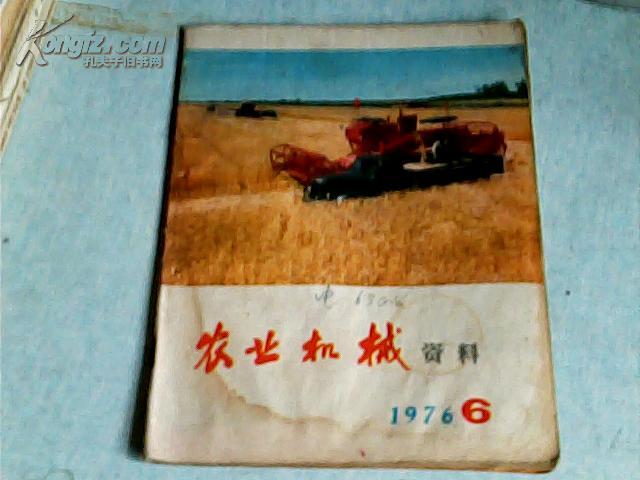 Kongfz.com
孔夫子旧书网
农业机械 资料
1976 6